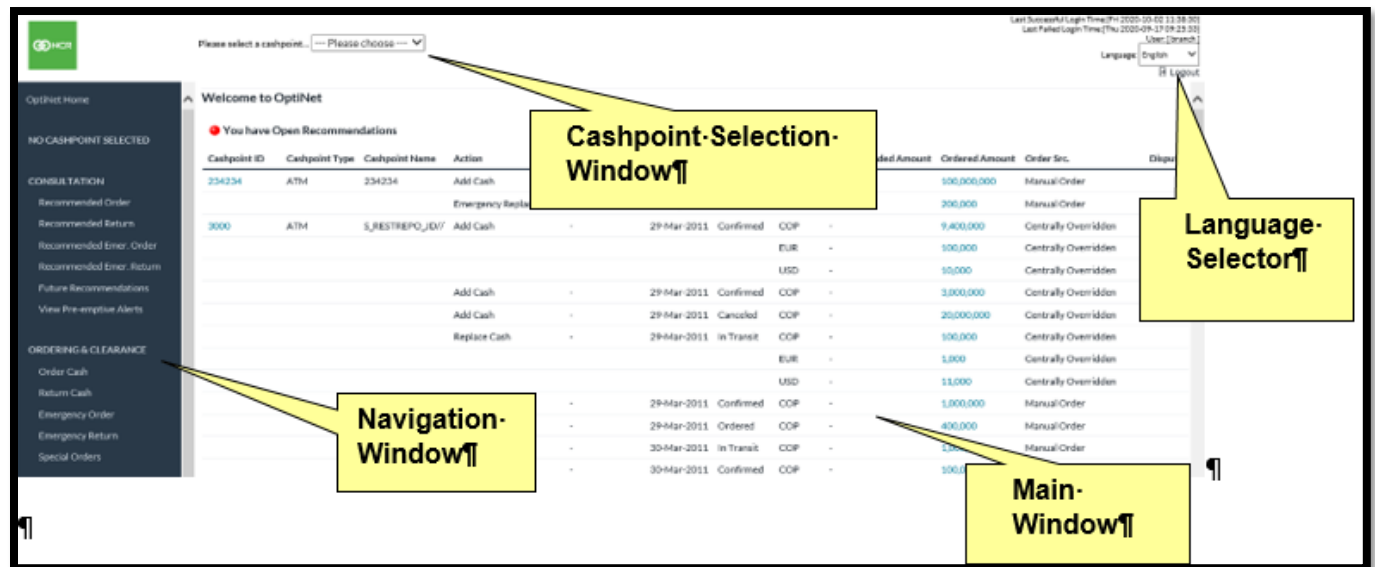 Last Successful Login Time:[Fri 2020-10-02 11:38:30]
Last Failed Login Time:[Thu 2020-09-17 09:25:33]
User: [branch]
NCR
Please select a cashpoint... --- Please choose ---
Language: English
Logout
OptiNet Home
NO CASHPOINT SELECTED
CONSULTATION
Recommended Order
Recommended Return
Recommended Emer. Order
Recommended Emer. Return
Future Recommendations
View Pre-emptive Alerts
ORDERING & CLEARANCE
Order Cash
Return Cash
Emergency Order
Emergency Return
Special Orders
Welcome to OptiNet
You have Open Recommendations
Cashpoint ID Cashpoint Type Cashpoint Name Action Amount Ordered Amount Order Src.
234234 ATM 234234 Add Cash 100,000,000 Manual Order
Emergency 200,000 Manual Order
3000 ATM S_RESTREPO_JD// Add Cash - 29-Mar-2011 Confirmed COP - 9,400,000 Centrally Overridden
EUR - 100,000 Centrally Overridden
USD - 10,000 Centrally Overridden
Add Cash - 29-Mar-2011 Confirmed COP - 3,000,000 Centrally Overridden
Add Cash - 29-Mar-2011 Canceled COP - 20,000,000 Centrally Overridden
Replace Cash - 29-Mar-2011 In Transit COP - 100,000 Centrally Overridden
EUR - 1,000 Centrally Overridden
USD - 11,000 Centrally Overridden
- 29-Mar-2011 Confirmed COP - 1,000,000 Manual Order
- 29-Mar-2011 Ordered COP - 400,000 Manual Order
- 30-Mar-2011 In Transit COP - Manual Order
- 30-Mar-2011 Confirmed COP -
Cashpoint·Selection·
Window¶
Language·
Selector¶
Navigation·
Window¶
Main·
Window¶
¶
¶